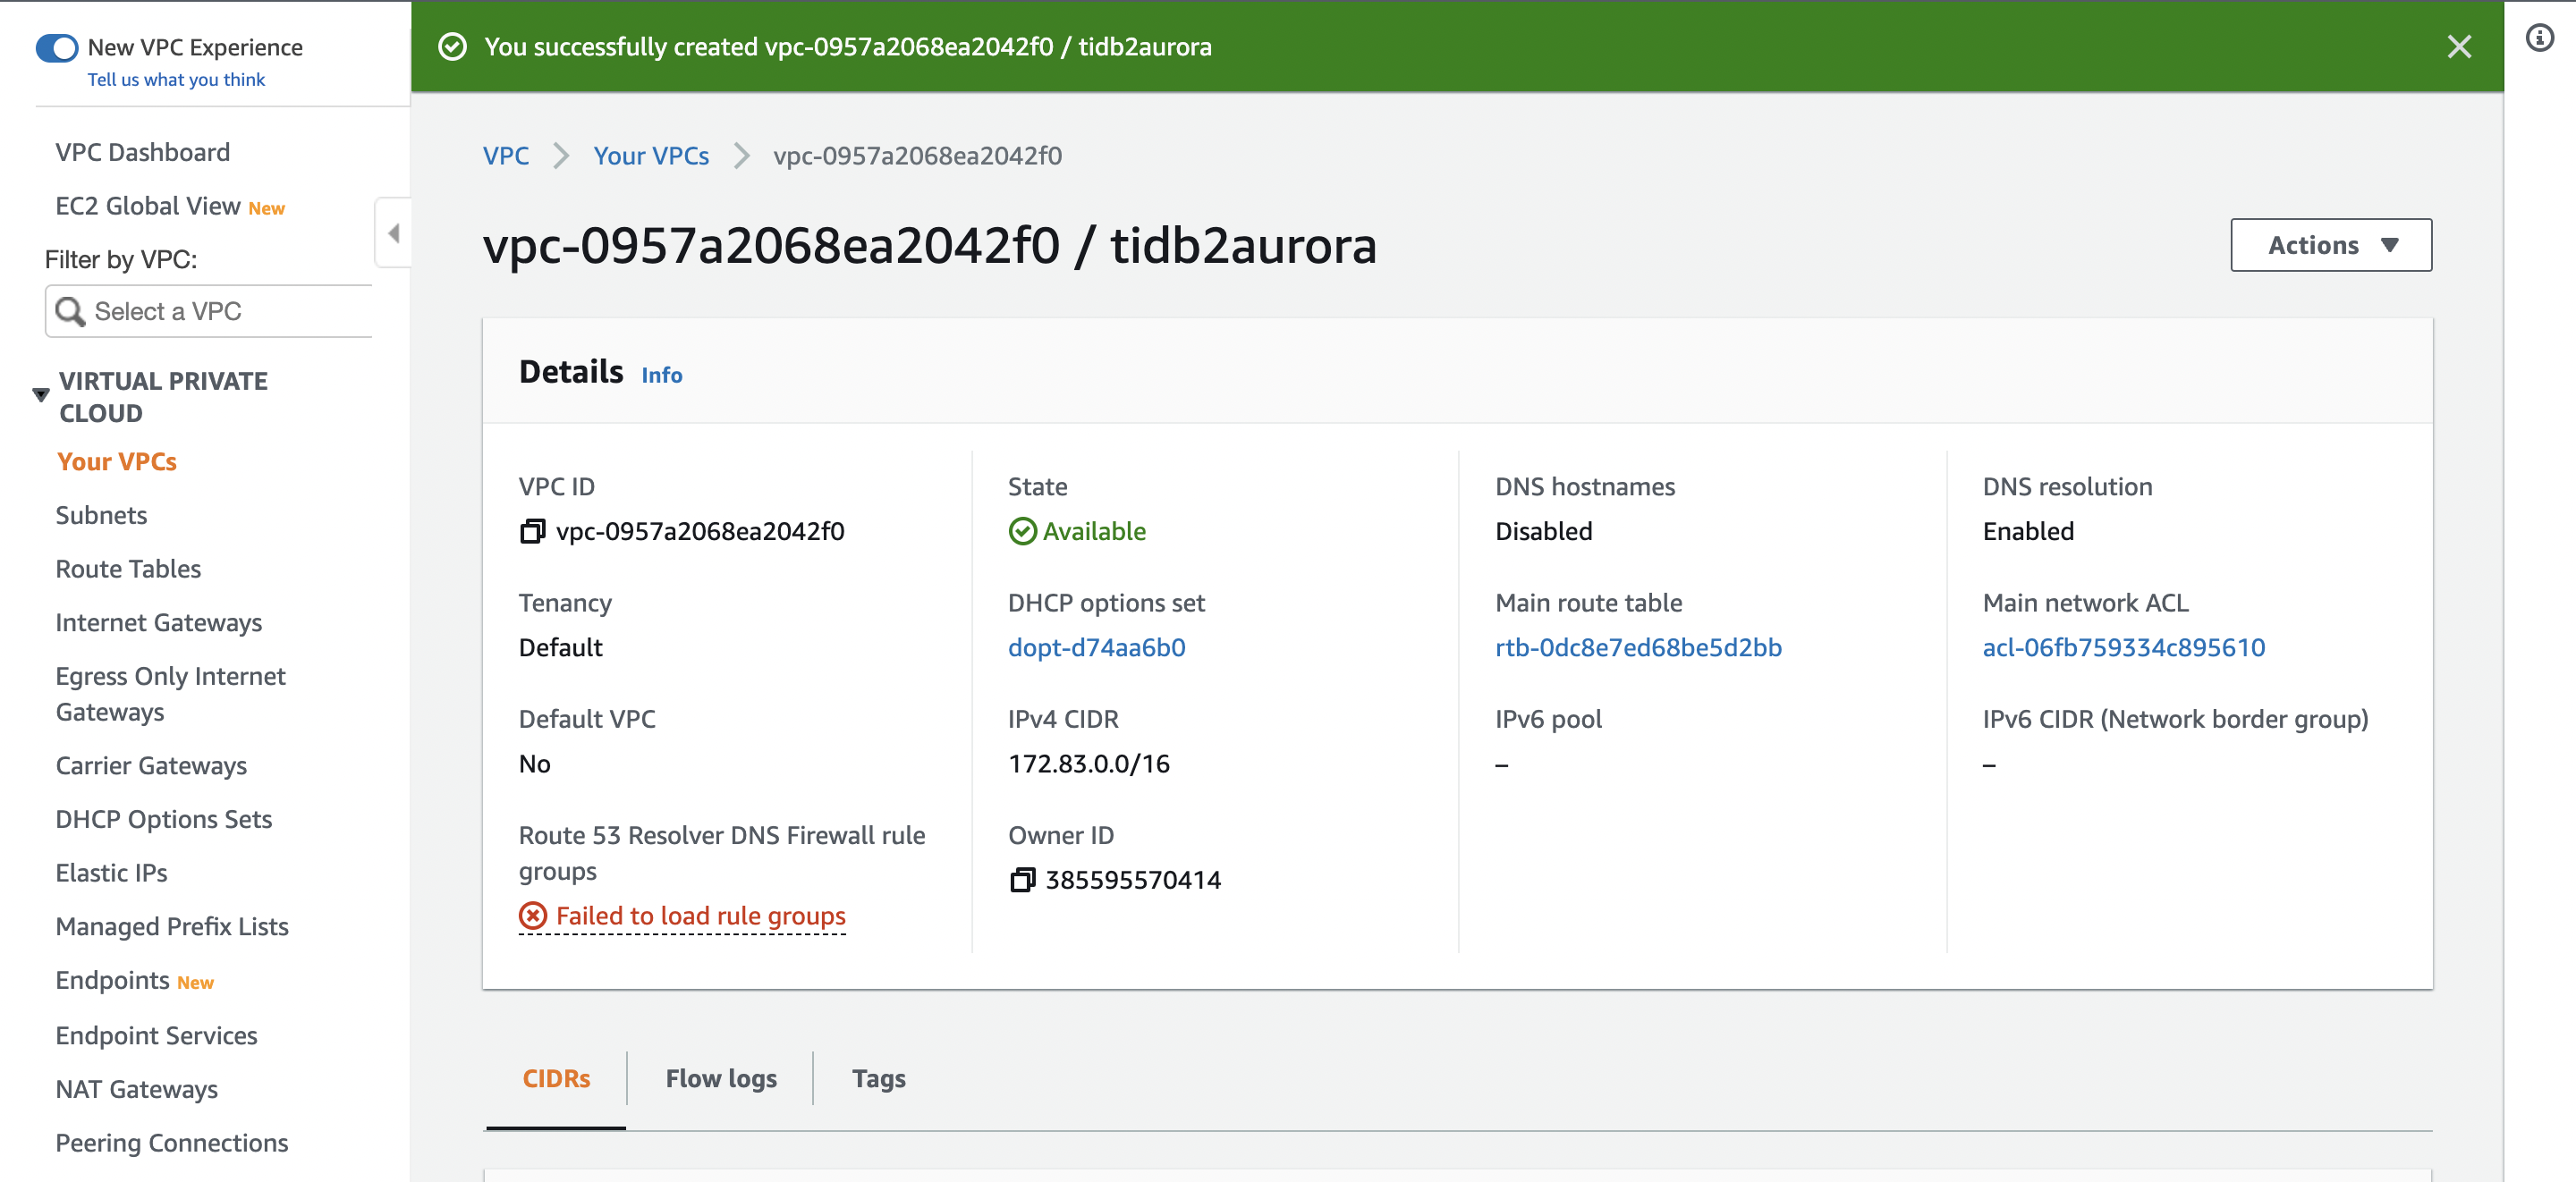 New VPC Experience
Tell us what you think
VPC Dashboard
EC2 Global View New
Filter by VPC:
Select a VPC
VIRTUAL PRIVATE
CLOUD
Your VPCs
Subnets
Route Tables
Internet Gateways
Egress Only Internet
Gateways
Carrier Gateways
DHCP Options Sets
Elastic IPs
Managed Prefix Lists
Endpoints New
Endpoint Services
NAT Gateways
Peering Connections
You successfully created vpc-0957a2068ea2042f0 / tidb2aurora
VPC > Your VPCs > vpc-0957a2068ea2042f0
vpc-0957a2068ea2042f0 / tidb2aurora
Actions
Details Info
VPC ID
vpc-0957a2068ea2042f0
State
Available
DNS hostnames
Disabled
DNS resolution
Enabled
Tenancy
Default
DHCP options set
dopt-d74aa6b0
Main route table
rtb-0dc8e7ed68be5d2bb
Main network ACL
acl-06fb759334c895610
Default VPC
No
IPv4 CIDR
172.83.0.0/16
IPv6 pool
–
IPv6 CIDR (Network border group)
–
Route 53 Resolver DNS Firewall rule
groups
Failed to load rule groups
Owner ID
385595570414
CIDRs
Flow logs
Tags